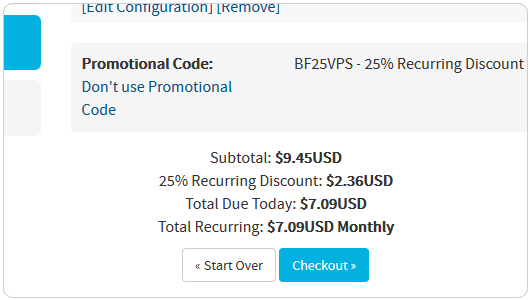 [Edit Configuration] [Remove]
Promotional Code: BF25VPS - 25% Recurring Discount
Don't use Promotional
Code
Subtotal: $9.45USD
25% Recurring Discount: $2.36USD
Total Due Today: $7.09USD
Total Recurring: $7.09USD Monthly
« Start Over Checkout »